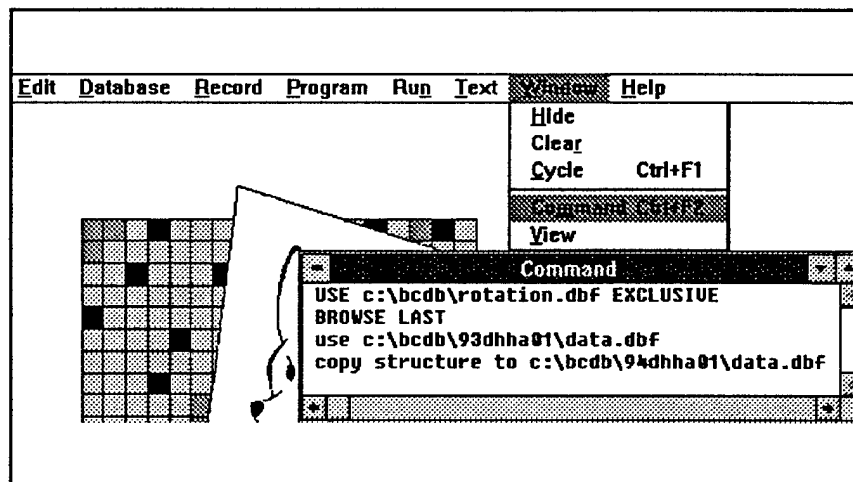 Edit Database Record Program Run Text Window Help
Hide
Clear
Cycle Ctrl+F1
Command Ctrl+F2
View
Command
USE c:\bcdb\rotation.dbf EXCLUSIVE
BROWSE LAST
use c:\bcdb\93dhha01\data.dbf
copy structure to c:\bcdb\94dhha01\data.dbf